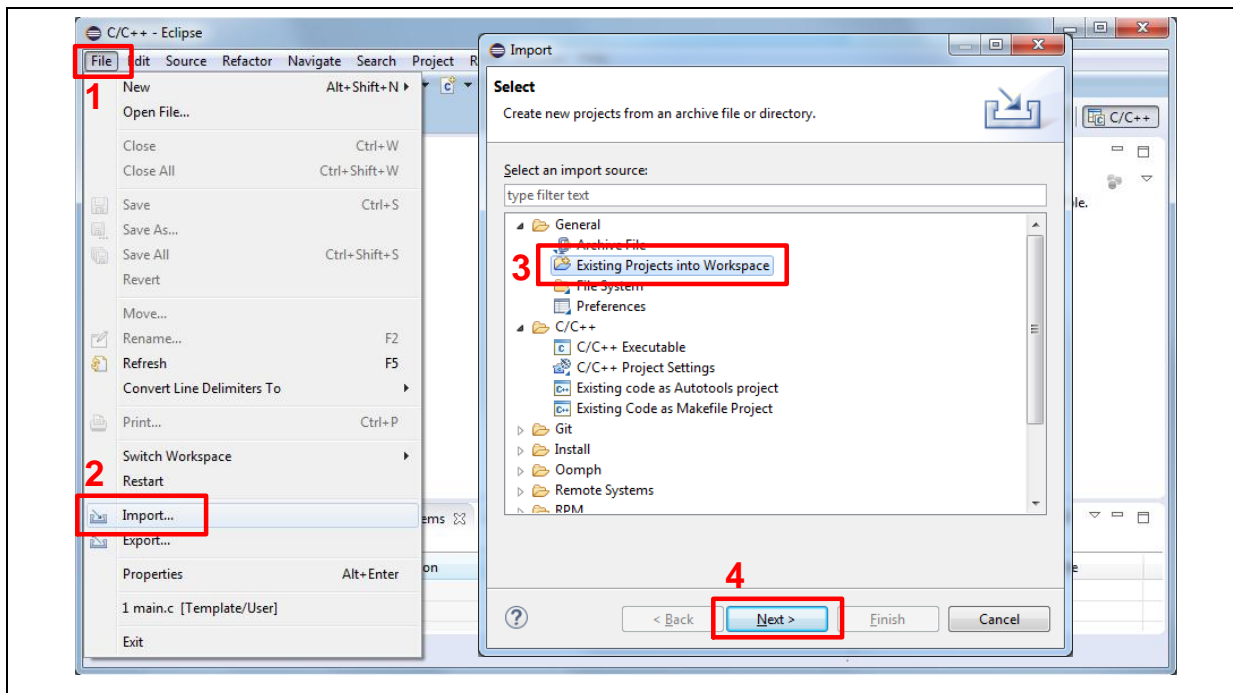 C/C++ - Eclipse
File Edit Source Refactor Navigate Search Project R
1
New Alt+Shift+N
Open File...
Close Ctrl+W
Close All Ctrl+Shift+W
Save Ctrl+S
Save As...
Save All Ctrl+Shift+S
Revert
Move...
Rename... F2
Refresh F5
Convert Line Delimiters To
Print... Ctrl+P
Switch Workspace
2
Restart
Import...
Export...
Properties Alt+Enter
1 main.c [Template/User]
Exit
C/C++
le.
ems
on
e
Import
Select
Create new projects from an archive file or directory.
Select an import source:
type filter text
General
Archive File
3
Existing Projects into Workspace
File System
Preferences
C/C++
C/C++ Executable
C/C++ Project Settings
Existing code as Autotools project
Existing Code as Makefile Project
Git
Install
Oomph
Remote Systems
RPM
4
? < Back Next > Finish Cancel